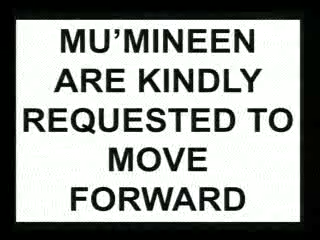 MU’MINEEN
ARE KINDLY
REQUESTED TO
MOVE
FORWARD